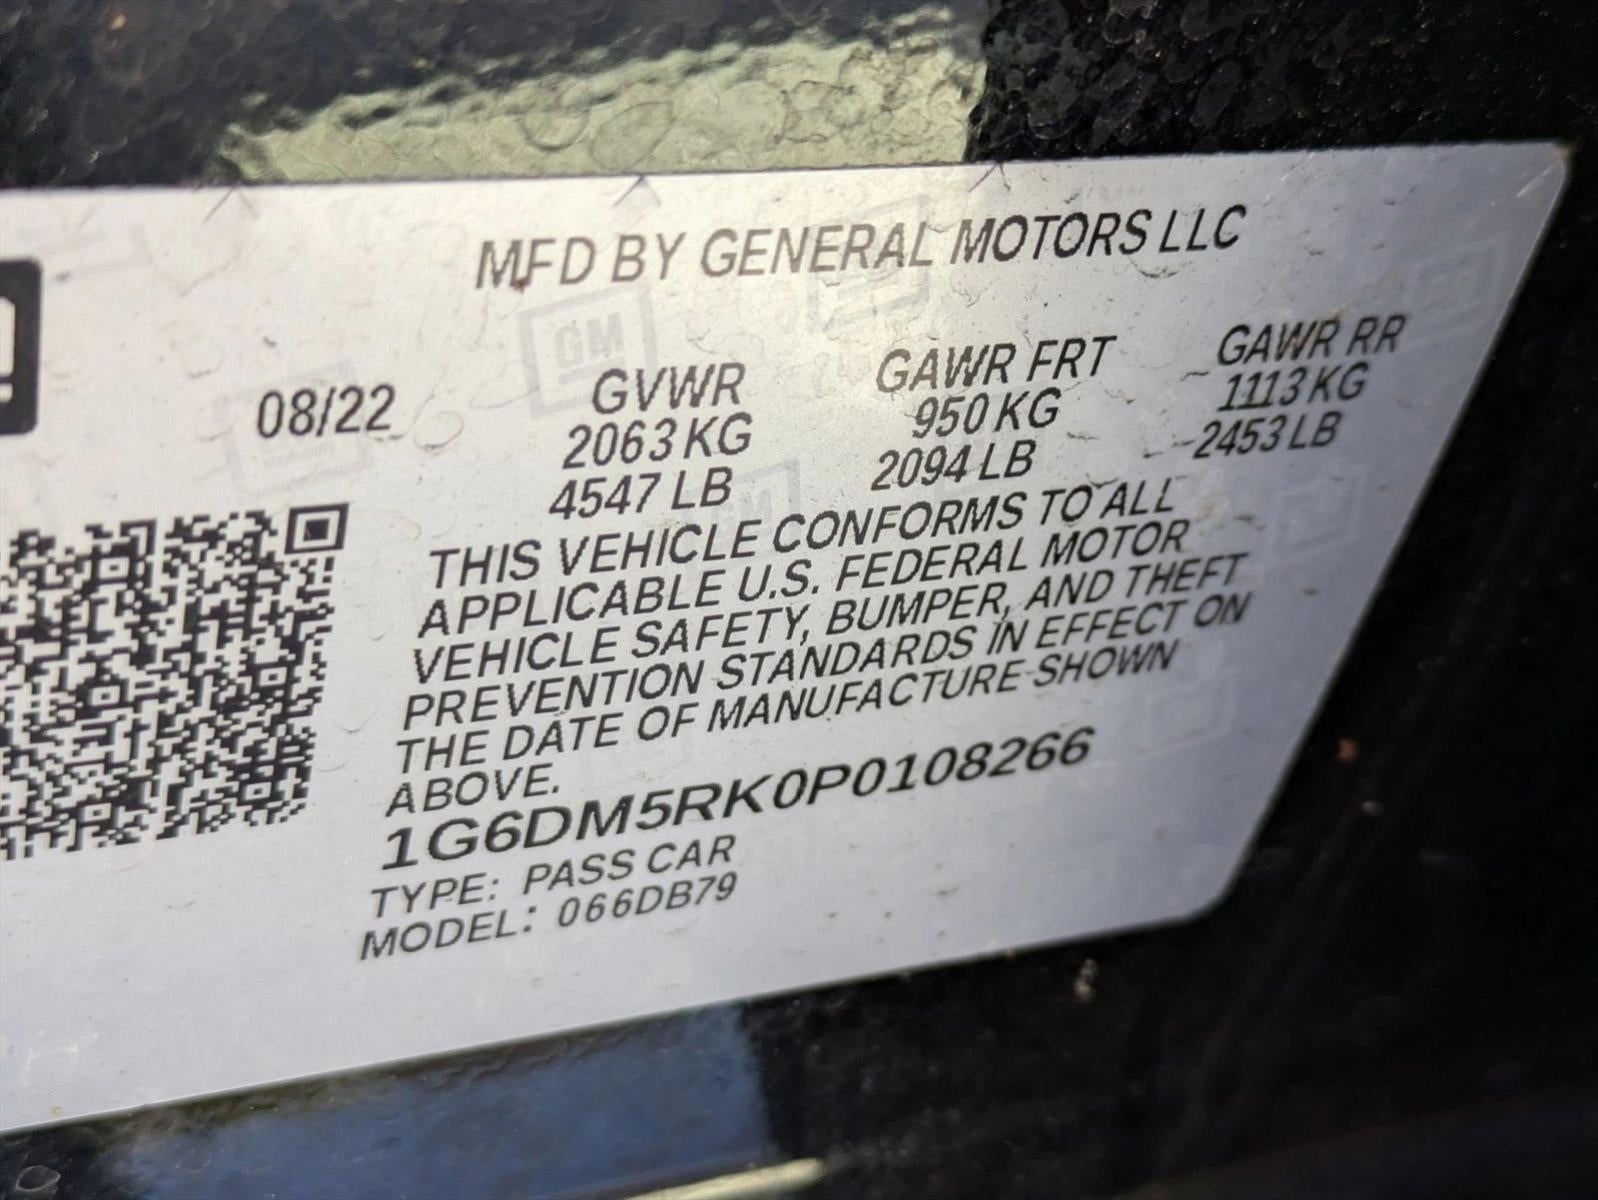 MFD BY GENERAL MOTORS LLC
08/22 GVWR GAWR FRT GAWR RR
2063 KG 950 KG 1113 KG
4547 LB 2094 LB 2453 LB
THIS VEHICLE CONFORMS TO ALL
APPLICABLE U.S. FEDERAL MOTOR
VEHICLE SAFETY, BUMPER, AND THEFT
PREVENTION STANDARDS IN EFFECT ON
THE DATE OF MANUFACTURE SHOWN
ABOVE.
1G6DM5RK0P0108266
TYPE: PASS CAR
MODEL: 066DB79
GM